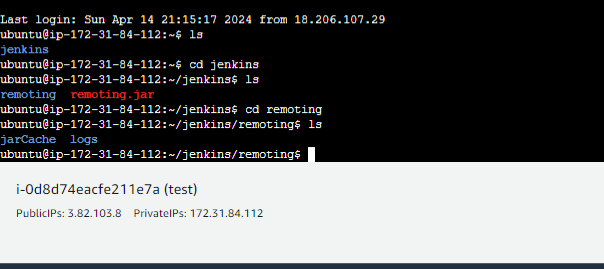 Last login: Sun Apr 14 21:15:17 2024 from 18.206.107.29
ubuntu@ip-172-31-84-112:~$ ls
jenkins
ubuntu@ip-172-31-84-112:~$ cd jenkins
ubuntu@ip-172-31-84-112:~/jenkins$ ls
remoting  remoting.jar
ubuntu@ip-172-31-84-112:~/jenkins$ cd remoting
ubuntu@ip-172-31-84-112:~/jenkins/remoting$ ls
jarCache  logs
ubuntu@ip-172-31-84-112:~/jenkins/remoting$
i-0d8d74eacfe211e7a (test)
PublicIPs: 3.82.103.8    PrivateIPs: 172.31.84.112